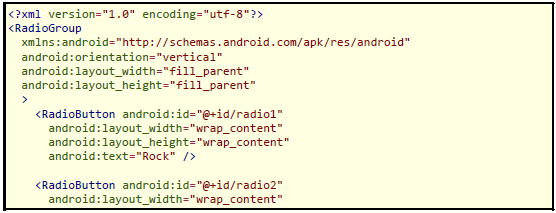 <?xml version="1.0" encoding="utf-8"?>
<RadioGroup
xmlns:android="http://schemas.android.com/apk/res/android"
android:orientation="vertical"
android:layout_width="fill_parent"
android:layout_height="fill_parent"
>
<RadioButton android:id="@+id/radio1"
android:layout_width="wrap_content"
android:layout_height="wrap_content"
android:text="Rock" />
<RadioButton android:id="@+id/radio2"
android:layout_width="wrap_content"